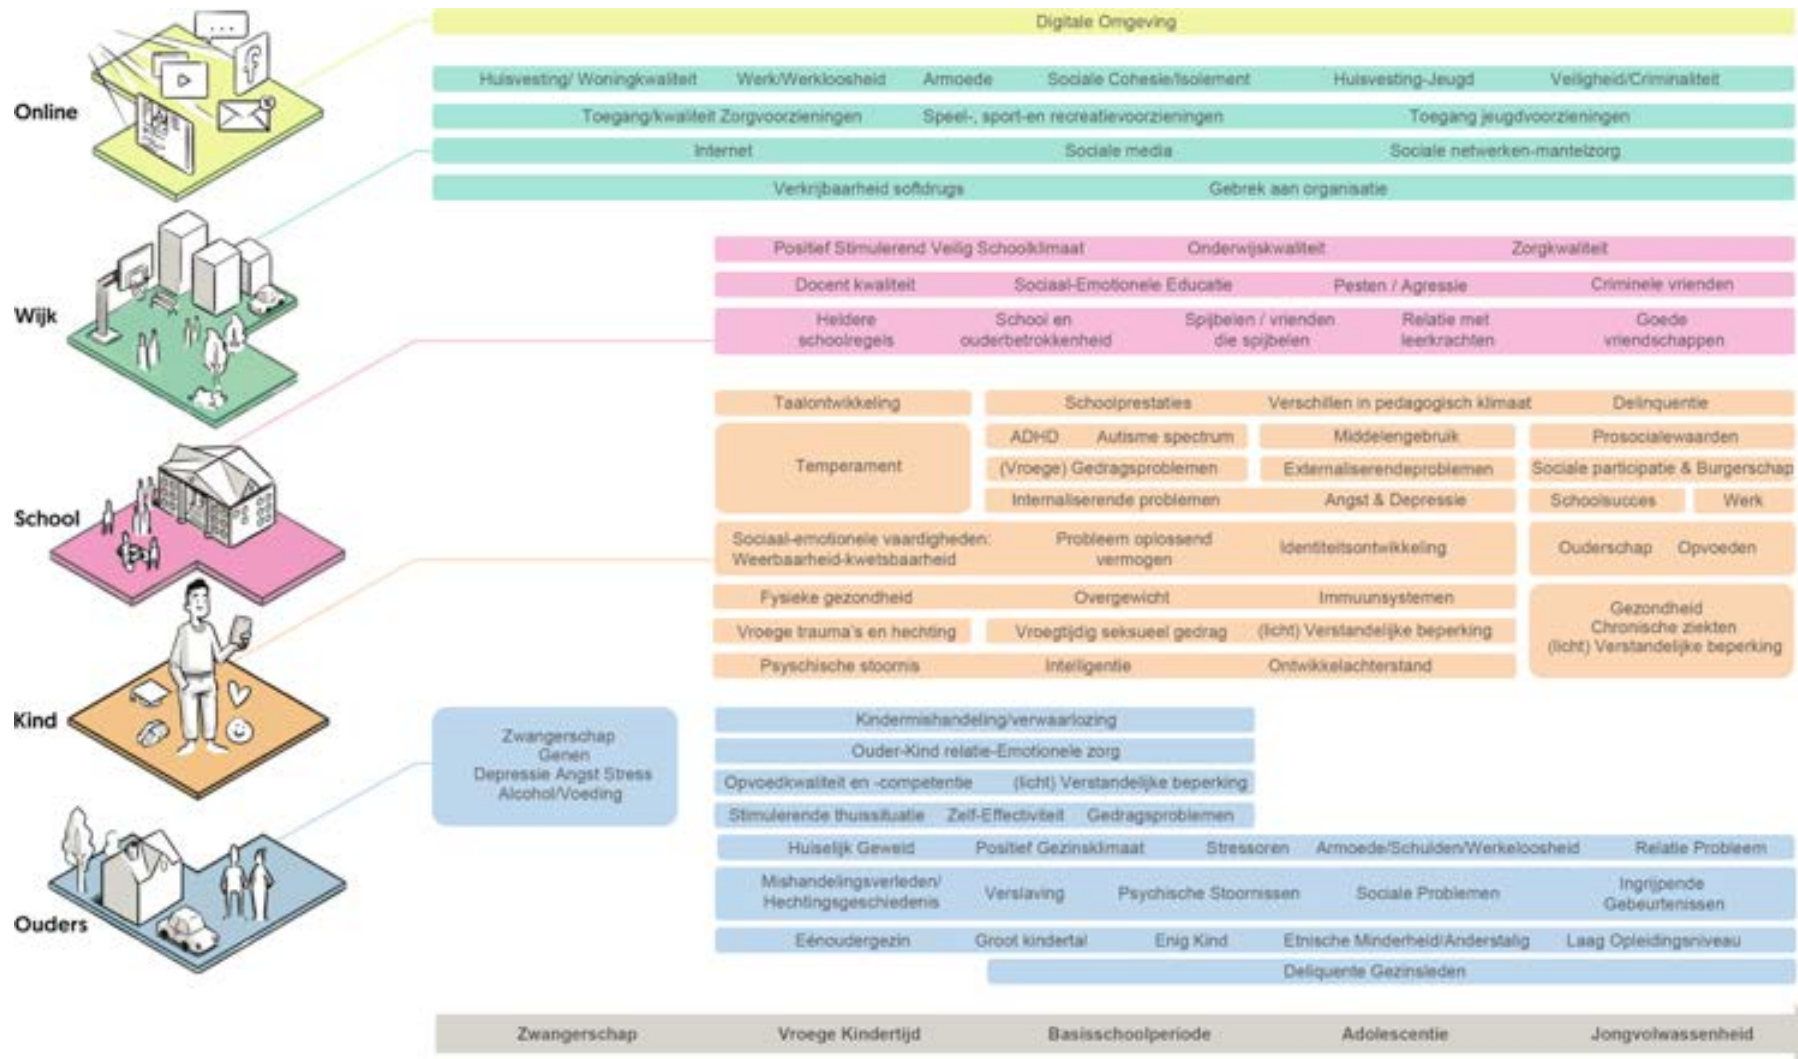 Digitale Omgeving
Online
Huisvesting/ Woningkwaliteit Werk/Werkloosheid Armoede Sociale Cohesie/Isolement Huisvesting-Jeugd Veiligheid/Criminaliteit
Toegang/kwaliteit Zorgvoorzieningen Speel-, sport-en recreatievoorzieningen Toegang jeugdvoorzieningen
Internet Sociale media Sociale netwerken-mantelzorg
Verkrijbaarheid softdrugs Gebrek aan organisatie
Wijk
Positief Stimulerend Veilig Schoolklimaat Onderwijskwaliteit Zorgkwaliteit
Docent kwaliteit Sociaal-Emotionele Educatie Pesten / Agressie Criminele vrienden
Heldere schoolregels School en ouderbetrokkenheid Spijbelen / vrienden die spijbelen Relatie met leerkrachten Goede vriendschappen
School
Taalontwikkeling Schoolprestaties Verschillen in pedagogisch klimaat Delinquentie
Temperament
ADHD Autisme spectrum Middelengebruik Prosocialewaarden
(Vroege) Gedragsproblemen Externaliserendeproblemen Sociale participatie & Burgerschap
Internaliserende problemen Angst & Depressie Schoolsucces Werk
Sociaal-emotionele vaardigheden:
Weerbaarheid-kwetsbaarheid
Probleem oplossend
vermogen
Identiteitsontwikkeling
Ouderschap Opvoeden
Fysieke gezondheid Overgewicht Immuunsystemen
Vroege trauma's en hechting Vroegtijdig seksueel gedrag (licht) Verstandelijke beperking
Psyschische stoornis Intelligentie Ontwikkelachterstand
Gezondheid
Chronische ziekten
(licht) Verstandelijke beperking
Kind
Zwangerschap
Genen
Depressie Angst Stress
Alcohol/Voeding
Kindermishandeling/verwaarlozing
Ouder-Kind relatie-Emotionele zorg
Opvoedkwaliteit en -competentie (licht) Verstandelijke beperking
Stimulerende thuissituatie Zelf-Effectiviteit Gedragsproblemen
Huiselijk Geweld Positief Gezinsklimaat Stressoren Armoede/Schulden/Werkeloosheid Relatie Probleem
Mishandelingsverleden/
Hechtingsgeschiedenis
Verslaving Psychische Stoornissen Sociale Problemen
Ingrijpende
Gebeurtenissen
Eénoudergezin Groot kindertal Enig Kind Etnische Minderheid/Anderstalig Laag Opleidingsniveau
Deliquente Gezinsleden
Ouders
Zwangerschap Vroege Kindertijd Basisschoolperiode Adolescentie Jongvolwassenheid